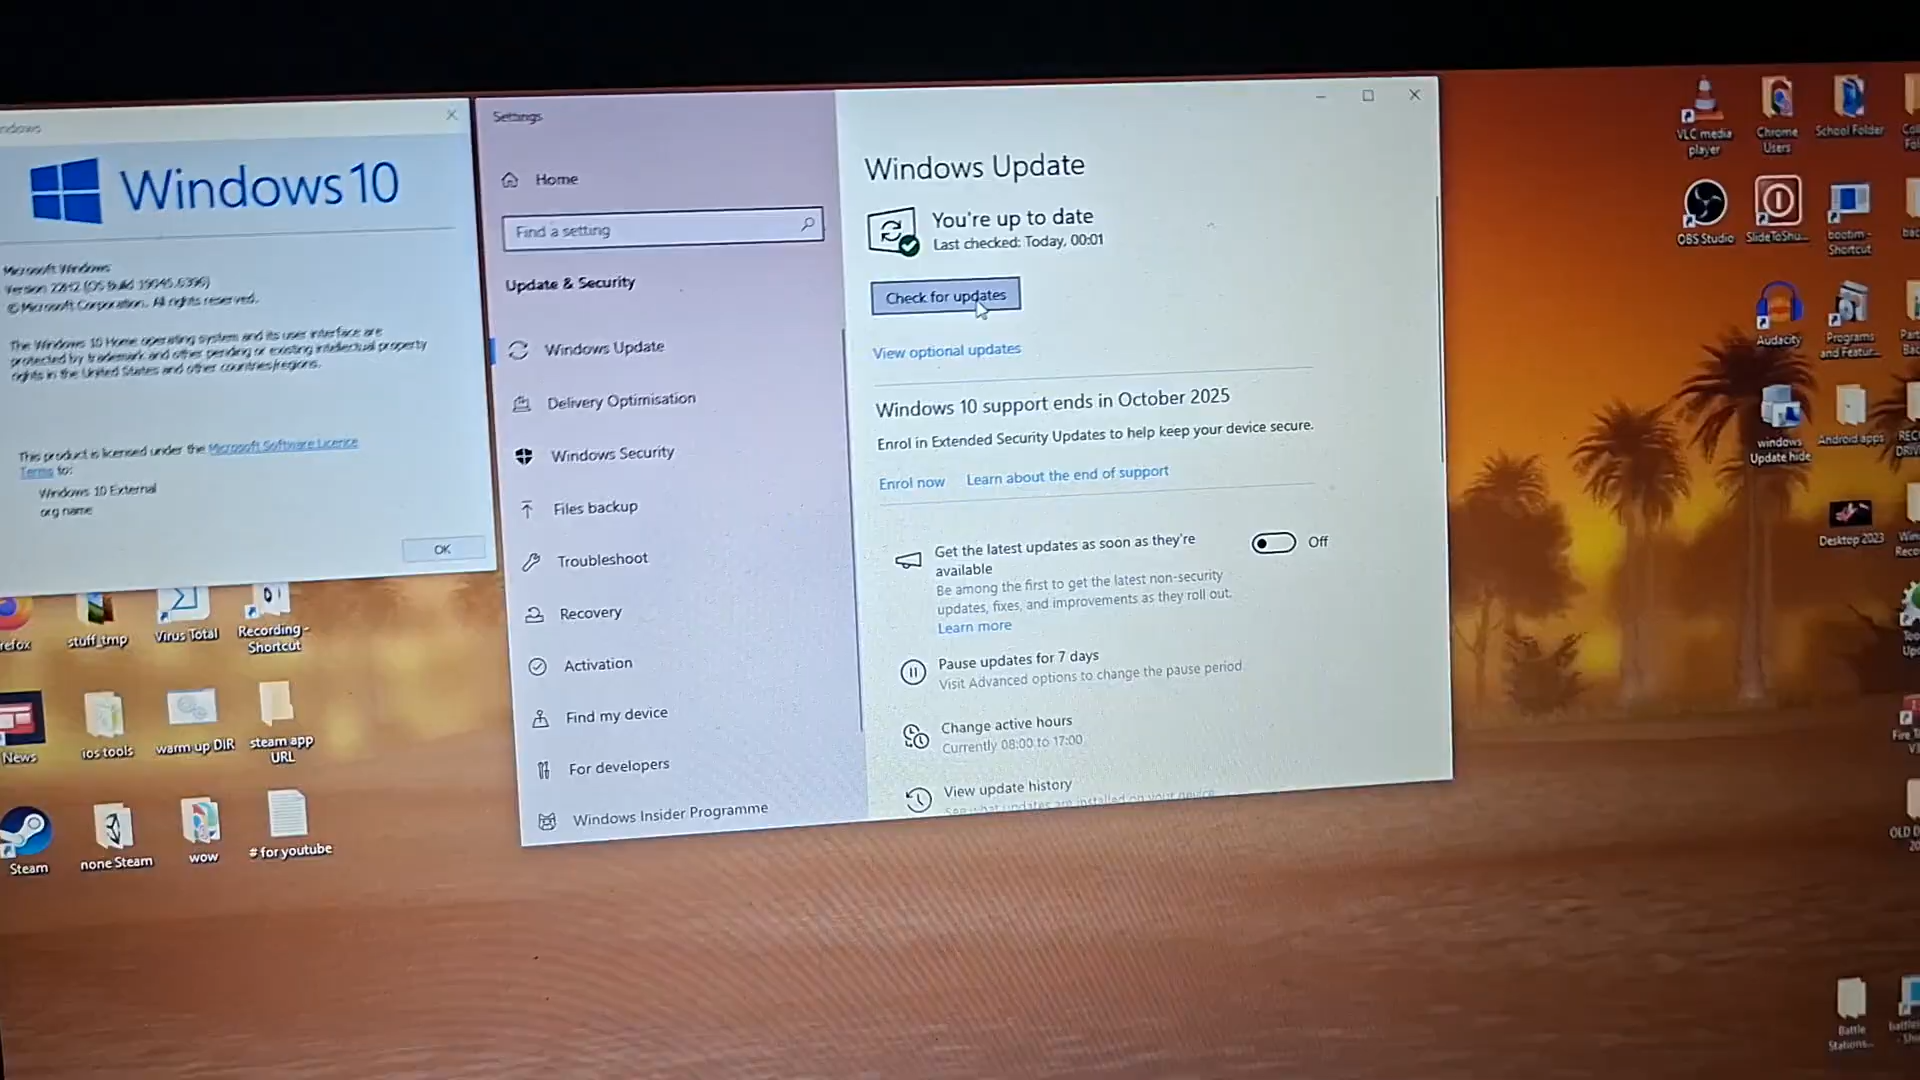 Windows 10
Microsoft Windows
Version 22H2 (OS Build 19045.6396)
© Microsoft Corporation. All rights reserved.
The Windows 10 Home operating system and its user interface are
protected by trademark and other pending or existing intellectual property
rights in the United States and other countries/regions.
This product is licensed under the Microsoft Software Licence
Terms to:
Windows 10 External
org name
OK
Settings
Home
Find a setting
Update & Security
Windows Update
Delivery Optimisation
Windows Security
Files backup
Troubleshoot
Recovery
Activation
Find my device
For developers
Windows Insider Programme
Windows Update
You're up to date
Last checked: Today, 00:01
Check for updates
View optional updates
Windows 10 support ends in October 2025
Enrol in Extended Security Updates to help keep your device secure.
Enrol now Learn about the end of support
Get the latest updates as soon as they're
available
Off
Be among the first to get the latest non-security
updates, fixes, and improvements as they roll out.
Learn more
Pause updates for 7 days
Visit Advanced options to change the pause period
Change active hours
Currently 08:00 to 17:00
View update history
See what updates are installed on your device
refox
stuff_tmp
Virus Total
Recording -
Shortcut
News
ios tools
warm up DIR
steam app
URL
Steam
none Steam
wow
# for youtube
VLC media
player
Chrome
Users
School Folder
OBS Studio
SlideToShu...
bootim -
Shortcut
Audacity
Programs
and Featur...
windows
Update hide
Android apps
Desktop 2023
Battle
Stations...